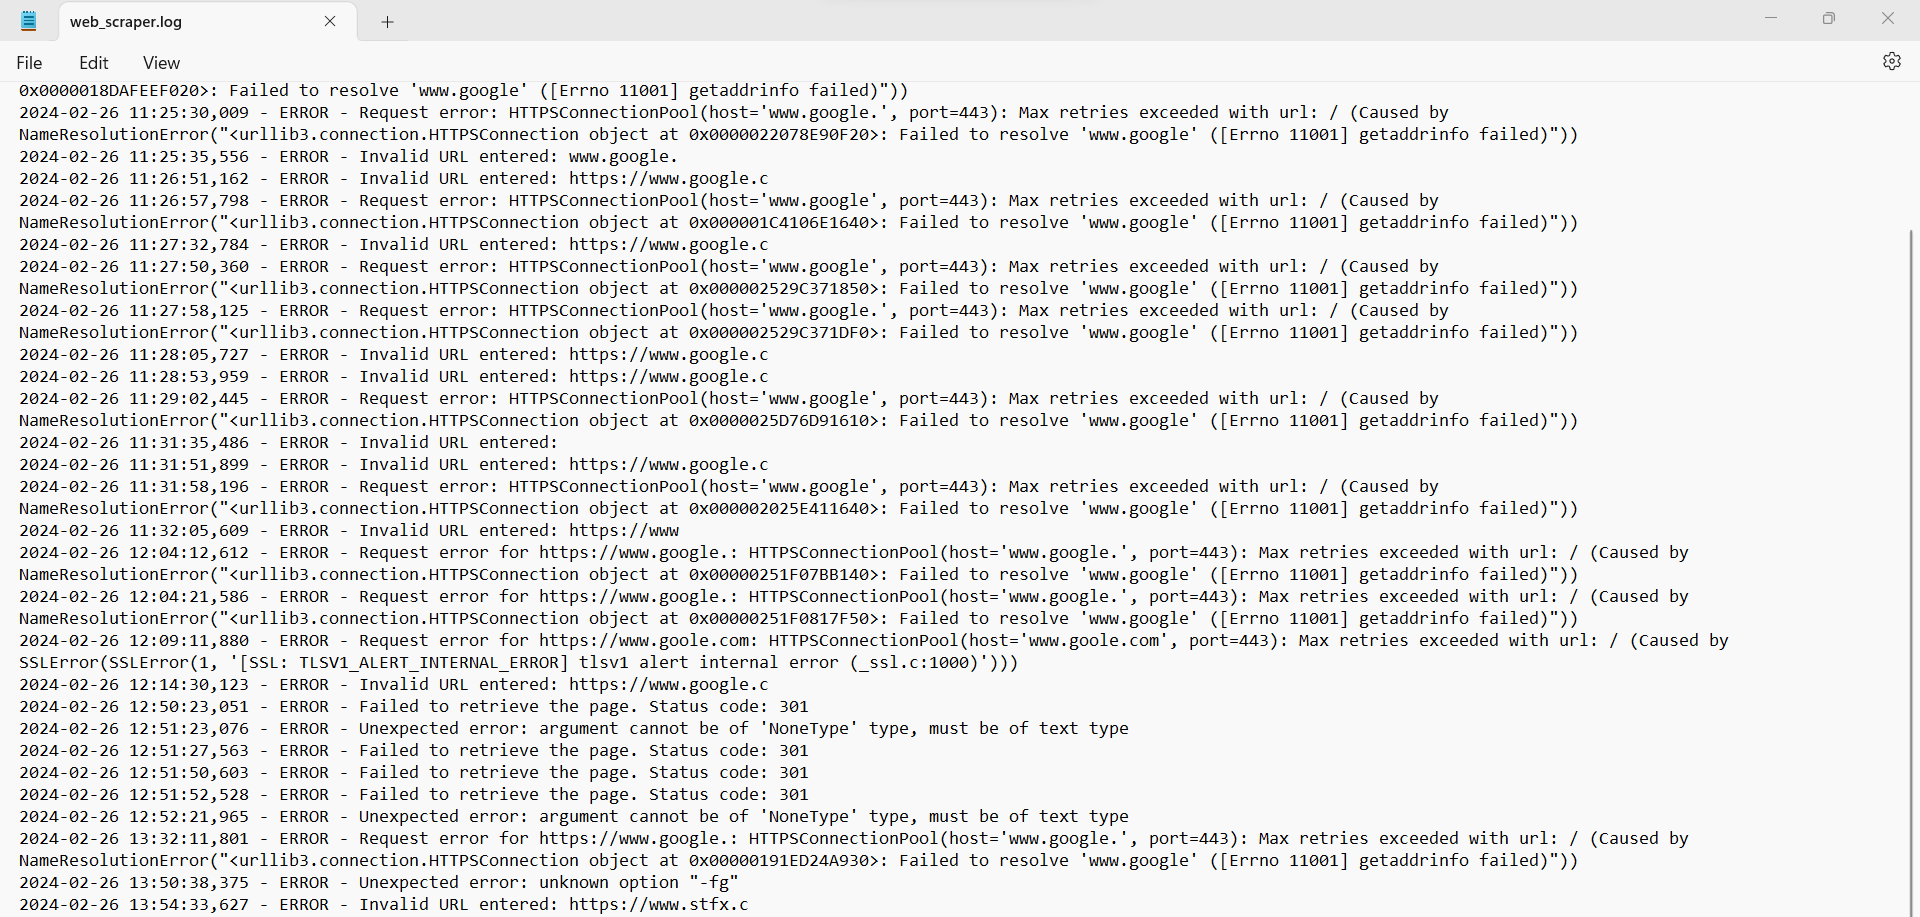 web_scraper.log
File Edit View
0x0000018DAFEEF020>: Failed to resolve 'www.google' ([Errno 11001] getaddrinfo failed)"))
2024-02-26 11:25:30,009 - ERROR - Request error: HTTPSConnectionPool(host='www.google.', port=443): Max retries exceeded with url: / (Caused by
NameResolutionError("<urllib3.connection.HTTPSConnection object at 0x0000022078E90F20>: Failed to resolve 'www.google' ([Errno 11001] getaddrinfo failed)"))
2024-02-26 11:25:35,556 - ERROR - Invalid URL entered: www.google.
2024-02-26 11:26:51,162 - ERROR - Invalid URL entered: https://www.google.c
2024-02-26 11:26:57,798 - ERROR - Request error: HTTPSConnectionPool(host='www.google', port=443): Max retries exceeded with url: / (Caused by
NameResolutionError("<urllib3.connection.HTTPSConnection object at 0x000001C4106E1640>: Failed to resolve 'www.google' ([Errno 11001] getaddrinfo failed)"))
2024-02-26 11:27:32,784 - ERROR - Invalid URL entered: https://www.google.c
2024-02-26 11:27:50,360 - ERROR - Request error: HTTPSConnectionPool(host='www.google', port=443): Max retries exceeded with url: / (Caused by
NameResolutionError("<urllib3.connection.HTTPSConnection object at 0x000002529C371850>: Failed to resolve 'www.google' ([Errno 11001] getaddrinfo failed)"))
2024-02-26 11:27:58,125 - ERROR - Request error: HTTPSConnectionPool(host='www.google.', port=443): Max retries exceeded with url: / (Caused by
NameResolutionError("<urllib3.connection.HTTPSConnection object at 0x000002529C371DF0>: Failed to resolve 'www.google' ([Errno 11001] getaddrinfo failed)"))
2024-02-26 11:28:05,727 - ERROR - Invalid URL entered: https://www.google.c
2024-02-26 11:28:53,959 - ERROR - Invalid URL entered: https://www.google.c
2024-02-26 11:29:02,445 - ERROR - Request error: HTTPSConnectionPool(host='www.google', port=443): Max retries exceeded with url: / (Caused by
NameResolutionError("<urllib3.connection.HTTPSConnection object at 0x0000025D76D91610>: Failed to resolve 'www.google' ([Errno 11001] getaddrinfo failed)"))
2024-02-26 11:31:35,486 - ERROR - Invalid URL entered:
2024-02-26 11:31:51,899 - ERROR - Invalid URL entered: https://www.google.c
2024-02-26 11:31:58,196 - ERROR - Request error: HTTPSConnectionPool(host='www.google', port=443): Max retries exceeded with url: / (Caused by
NameResolutionError("<urllib3.connection.HTTPSConnection object at 0x000002025E411640>: Failed to resolve 'www.google' ([Errno 11001] getaddrinfo failed)"))
2024-02-26 11:32:05,609 - ERROR - Invalid URL entered: https://www
2024-02-26 12:04:12,612 - ERROR - Request error for https://www.google.: HTTPSConnectionPool(host='www.google.', port=443): Max retries exceeded with url: / (Caused by
NameResolutionError("<urllib3.connection.HTTPSConnection object at 0x00000251F07BB140>: Failed to resolve 'www.google' ([Errno 11001] getaddrinfo failed)"))
2024-02-26 12:04:21,586 - ERROR - Request error for https://www.google.: HTTPSConnectionPool(host='www.google.', port=443): Max retries exceeded with url: / (Caused by
NameResolutionError("<urllib3.connection.HTTPSConnection object at 0x00000251F0817F50>: Failed to resolve 'www.google' ([Errno 11001] getaddrinfo failed)"))
2024-02-26 12:09:11,880 - ERROR - Request error for https://www.goole.com: HTTPSConnectionPool(host='www.goole.com', port=443): Max retries exceeded with url: / (Caused by
SSLError(SSLError(1, '[SSL: TLSV1_ALERT_INTERNAL_ERROR] tlsv1 alert internal error (_ssl.c:1000)')))
2024-02-26 12:14:30,123 - ERROR - Invalid URL entered: https://www.google.c
2024-02-26 12:50:23,051 - ERROR - Failed to retrieve the page. Status code: 301
2024-02-26 12:51:23,076 - ERROR - Unexpected error: argument cannot be of 'NoneType' type, must be of text type
2024-02-26 12:51:27,563 - ERROR - Failed to retrieve the page. Status code: 301
2024-02-26 12:51:50,603 - ERROR - Failed to retrieve the page. Status code: 301
2024-02-26 12:51:52,528 - ERROR - Failed to retrieve the page. Status code: 301
2024-02-26 12:52:21,965 - ERROR - Unexpected error: argument cannot be of 'NoneType' type, must be of text type
2024-02-26 13:32:11,801 - ERROR - Request error for https://www.google.: HTTPSConnectionPool(host='www.google.', port=443): Max retries exceeded with url: / (Caused by
NameResolutionError("<urllib3.connection.HTTPSConnection object at 0x00000191ED24A930>: Failed to resolve 'www.google' ([Errno 11001] getaddrinfo failed)"))
2024-02-26 13:50:38,375 - ERROR - Unexpected error: unknown option "-fg"
2024-02-26 13:54:33,627 - ERROR - Invalid URL entered: https://www.stfx.c